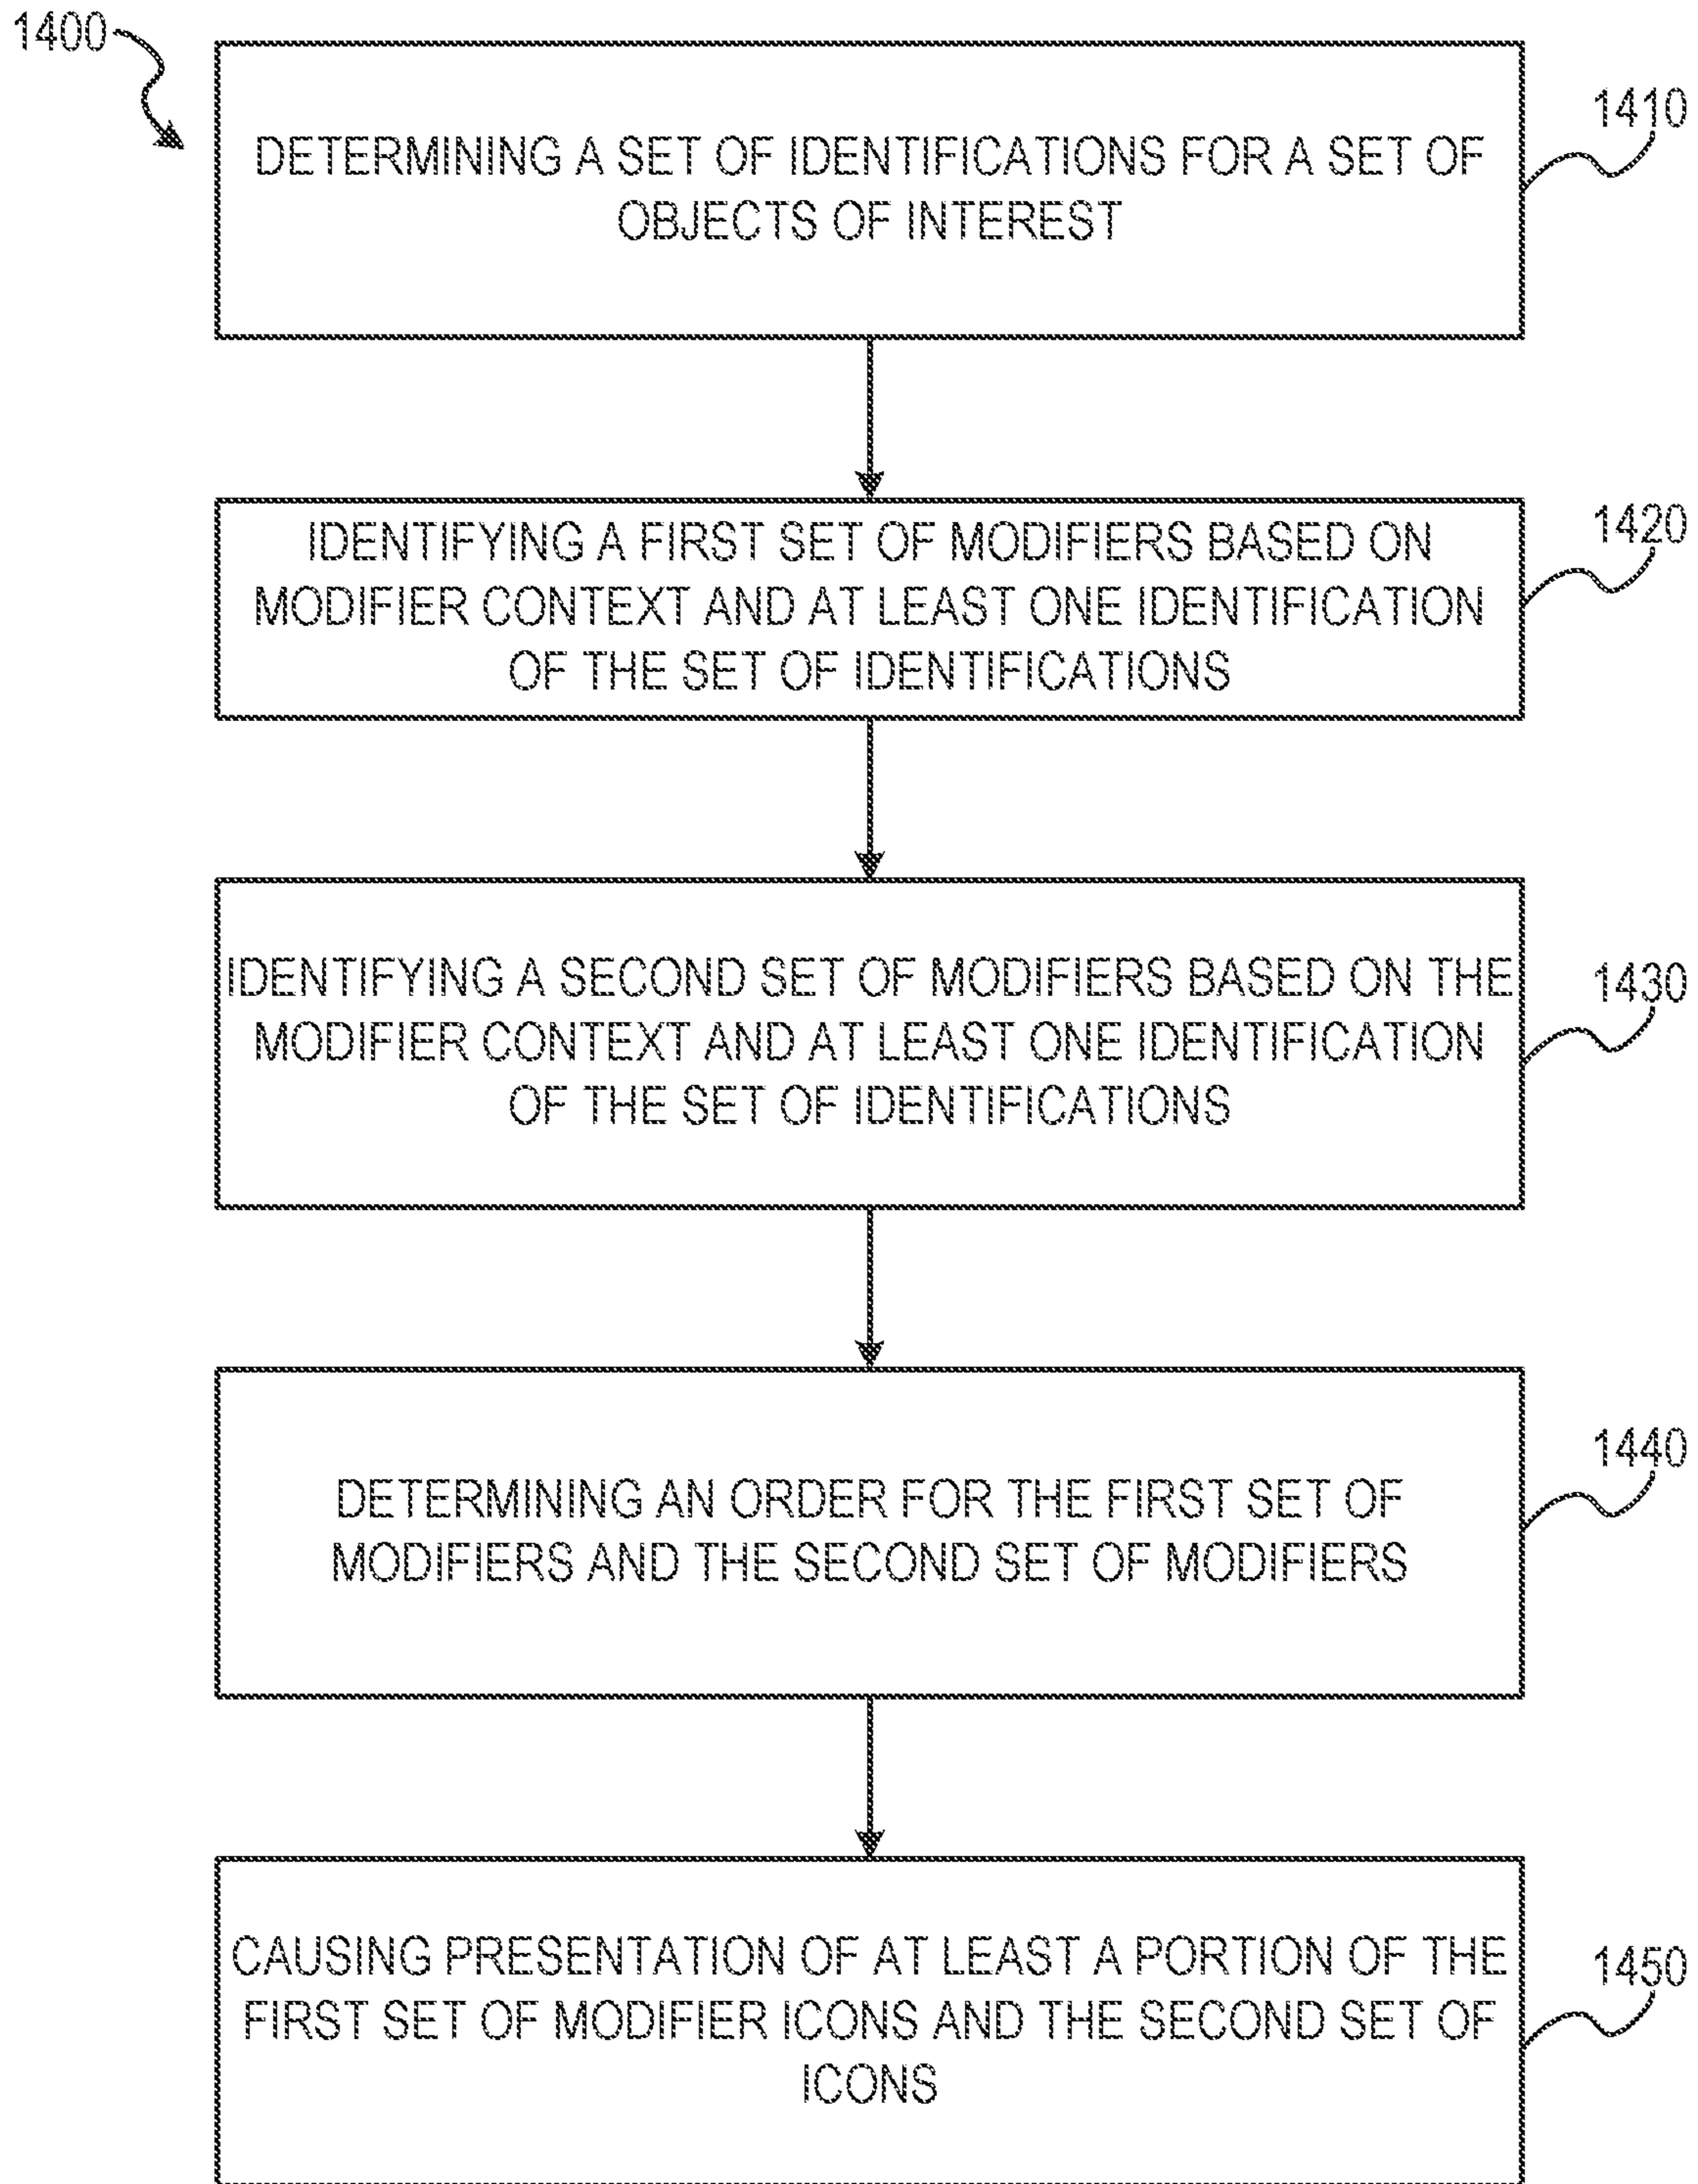 1400
1410
DETERMINING A SET OF IDENTIFICATIONS FOR A SET OF
OBJECTS OF INTEREST
1420
IDENTIFYING A FIRST SET OF MODIFIERS BASED ON
MODIFIER CONTEXT AND AT LEAST ONE IDENTIFICATION
OF THE SET OF IDENTIFICATIONS
1430
IDENTIFYING A SECOND SET OF MODIFIERS BASED ON THE
MODIFIER CONTEXT AND AT LEAST ONE IDENTIFICATION
OF THE SET OF IDENTIFICATIONS
1440
DETERMINING AN ORDER FOR THE FIRST SET OF
MODIFIERS AND THE SECOND SET OF MODIFIERS
1450
CAUSING PRESENTATION OF AT LEAST A PORTION OF THE
FIRST SET OF MODIFIER ICONS AND THE SECOND SET OF
ICONS